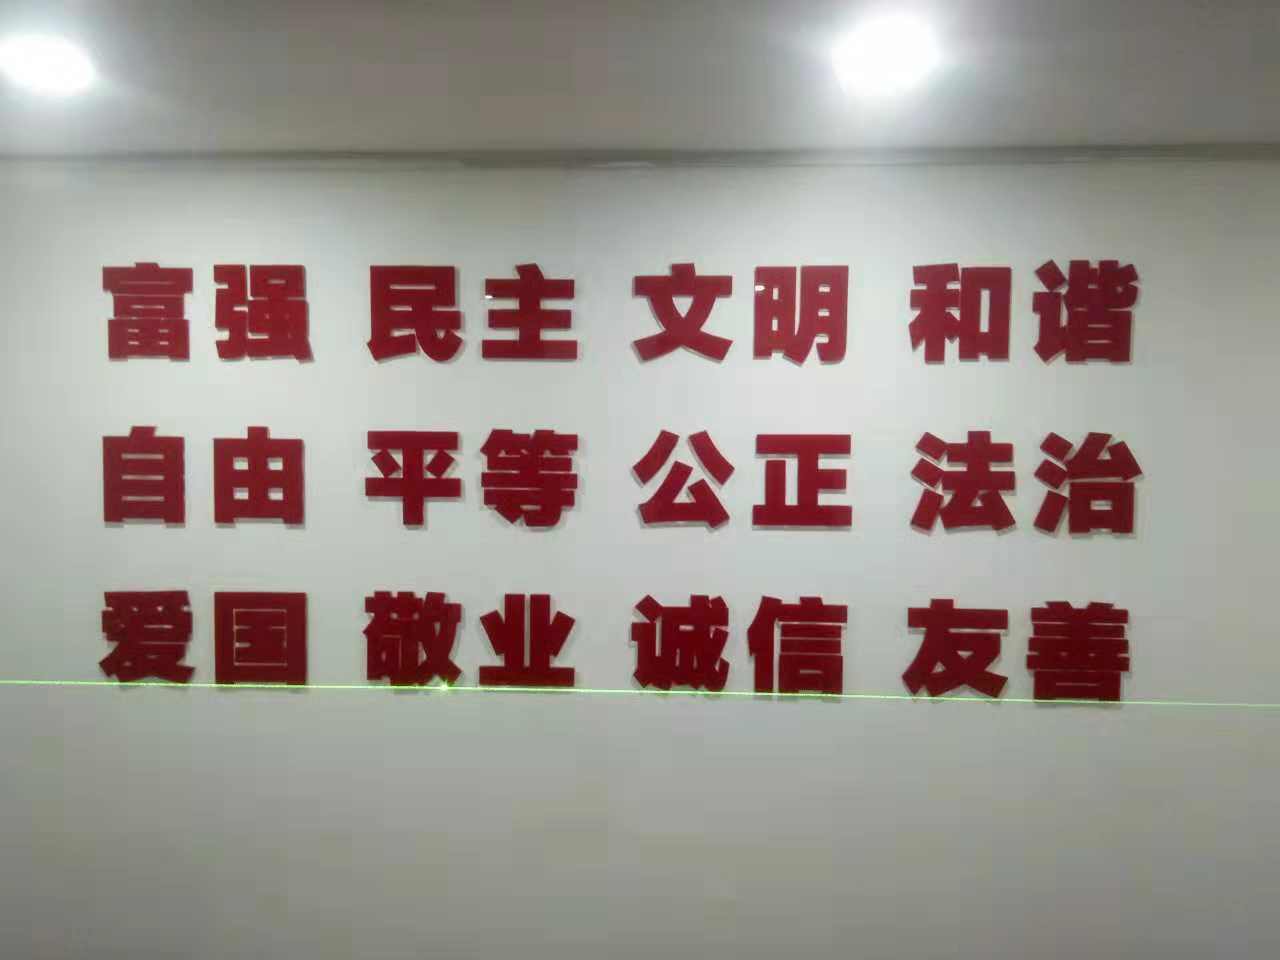 富强 民主 文明 和谐
自由 平等 公正 法治
爱国 敬业 诚信 友善